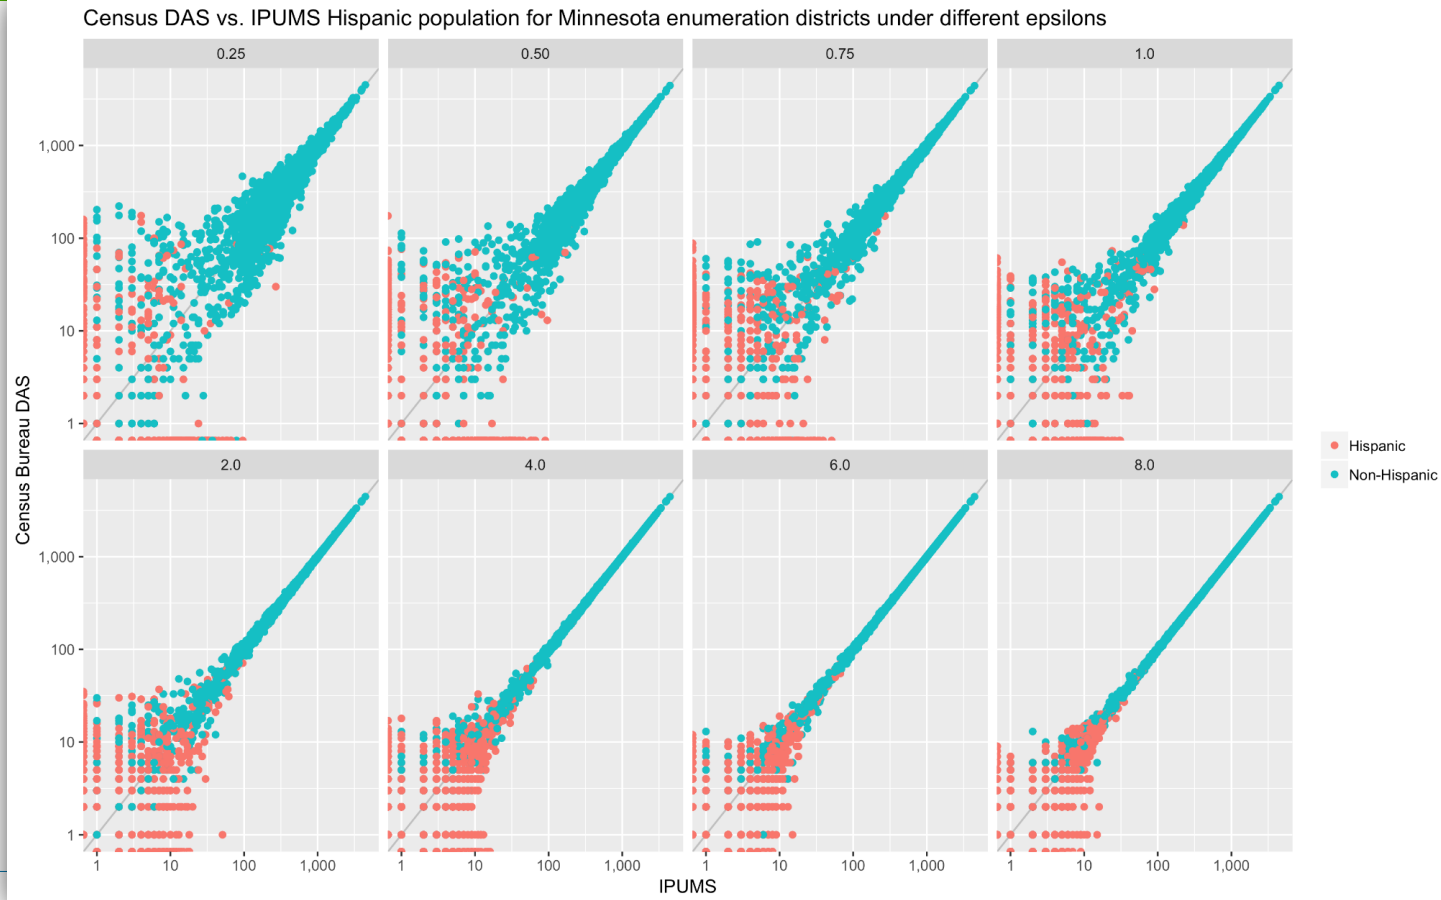 Census DAS vs. IPUMS Hispanic population for Minnesota enumeration districts under different epsilons
0.25 0.50 0.75 1.0
1,000
100
10
1
Census Bureau DAS
Hispanic
Non-Hispanic
2.0 4.0 6.0 8.0
1,000
100
10
1
1 10 100 1,000 1 10 100 1,000 1 10 100 1,000 1 10 100 1,000
IPUMS